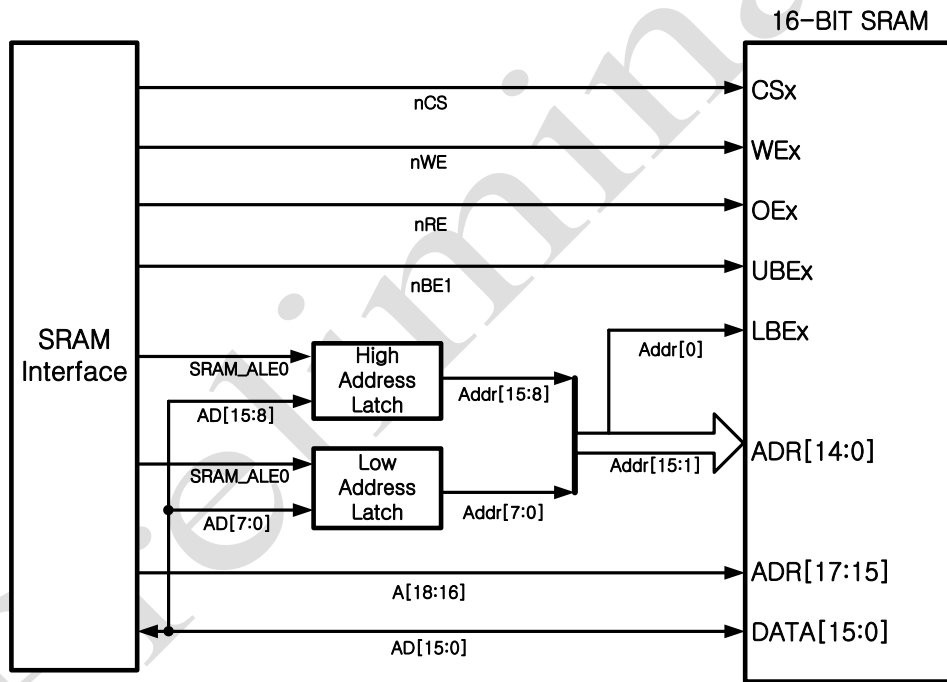 16-BIT SRAM
nCS
CSx
nWE
WEx
nRE
OEx
nBE1
UBEx
SRAM
Interface
SRAM_ALE0
AD[15:8]
High
Address
Latch
Addr[15:8]
Addr[0]
LBEx
SRAM_ALE0
AD[7:0]
Low
Address
Latch
Addr[7:0]
Addr[15:1]
ADR[14:0]
A[18:16]
ADR[17:15]
AD[15:0]
DATA[15:0]